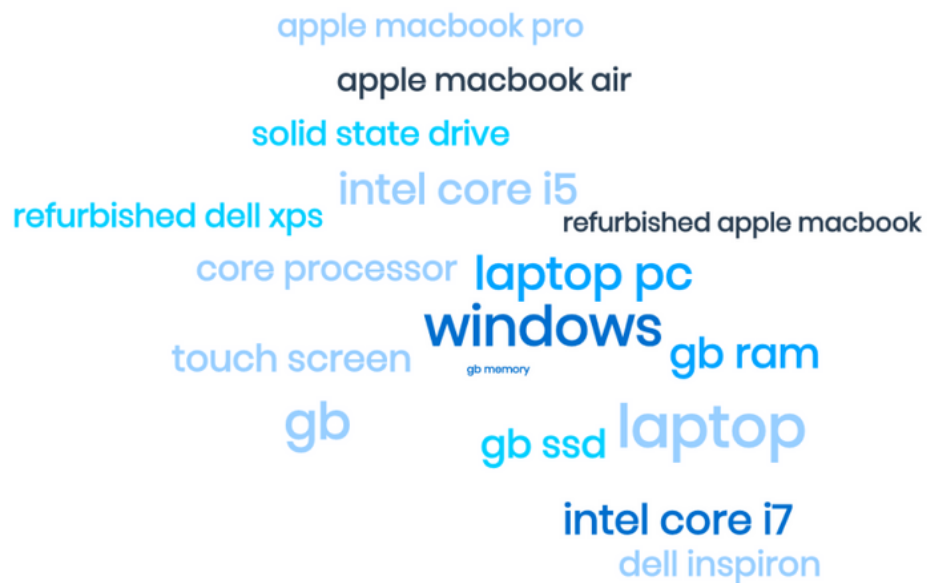 apple macbook pro
apple macbook air
solid state drive
intel core i5
refurbished dell xps
refurbished apple macbook
core processor
laptop pc
windows
gb ram
touch screen
gb memory
gb
laptop
gb ssd
intel core i7
dell inspiron